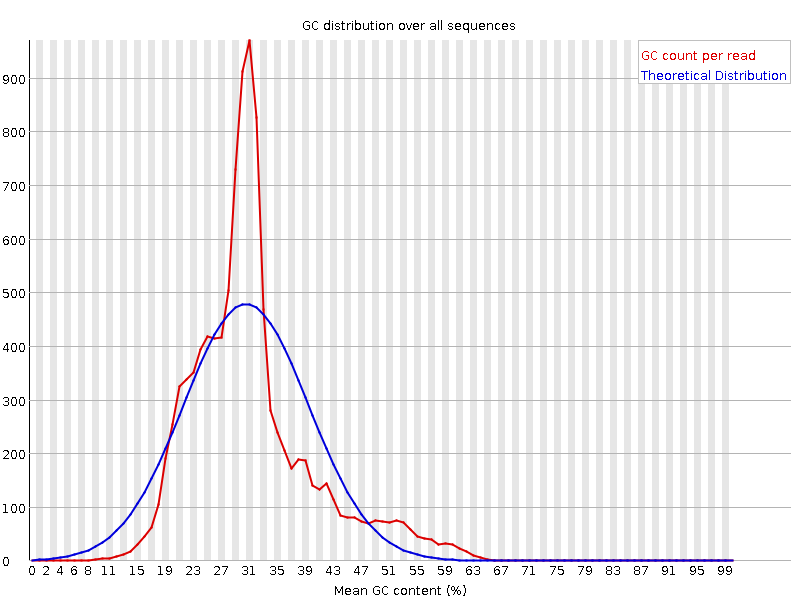 GC distribution over all sequences
GC count per read
Theoretical Distribution
900
800
700
600
500
400
300
200
100
0
0 2 4 6 8 11 15 19 23 27 31 35 39 43 47 51 55 59 63 67 71 75 79 83 87 91 95 99
Mean GC content (%)